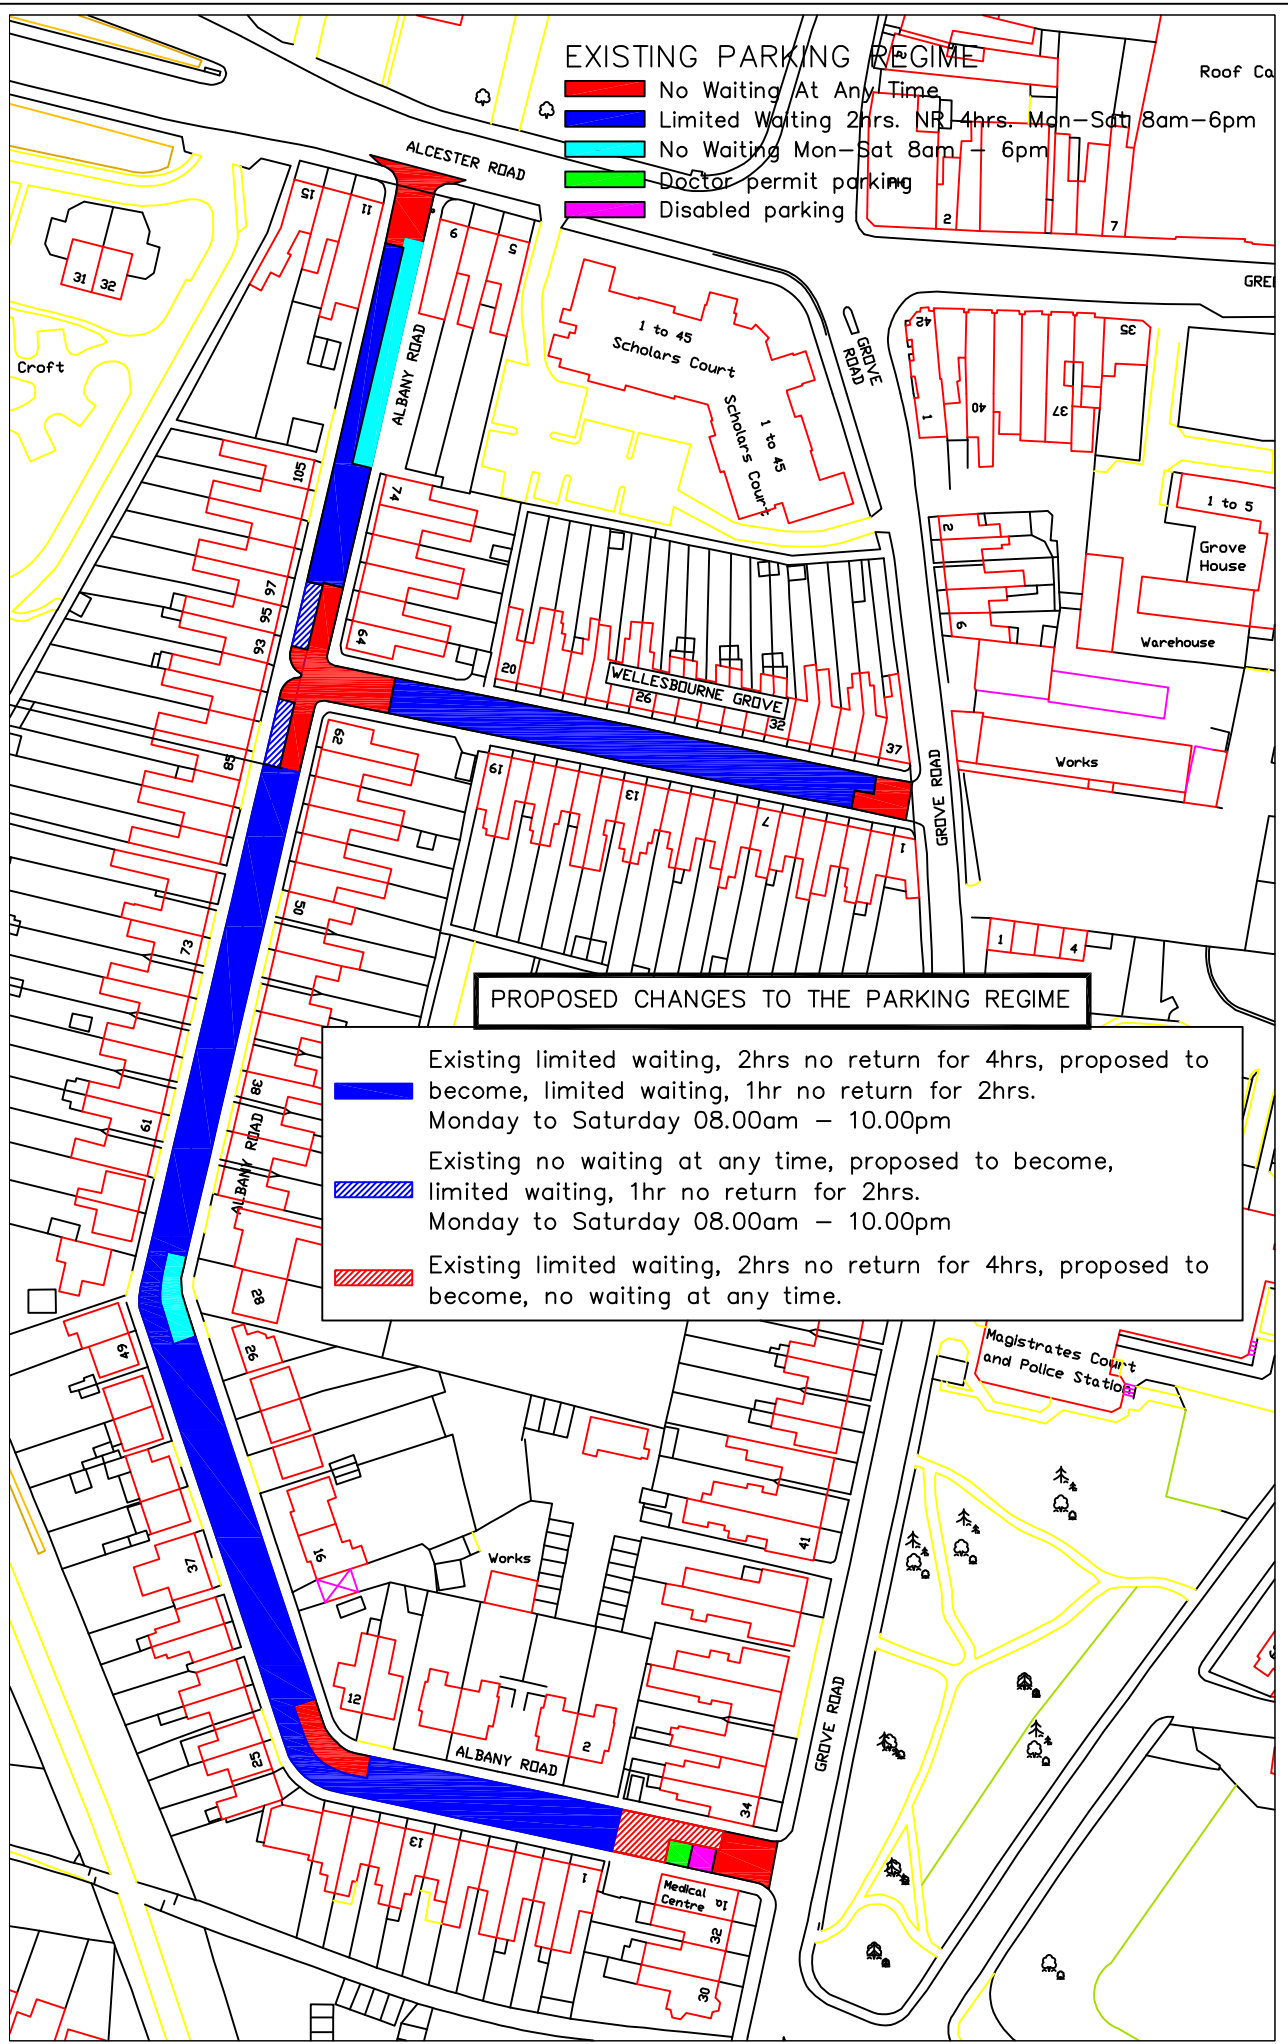 EXISTING PARKING REGIME
No Waiting At Any Time
Limited Waiting 2hrs. NR 4hrs. Mon-Sat 8am-6pm
No Waiting Mon-Sat 8am - 6pm
Doctor permit parking
Disabled parking
Roof Ca
PH
2
7
ALCESTER ROAD
15
11
9
5
31
32
GRE
Croft
ALBANY ROAD
1 to 45
Scholars Court
1 to 45
Scholars Court
GROVE
ROAD
42
35
1
40
37
105
74
97
95
93
64
2
6
1 to 5
Grove
House
Warehouse
20
WELLESBOURNE GROVE
26
32
37
85
62
19
13
7
1
GROVE ROAD
Works
50
73
1
4
PROPOSED CHANGES TO THE PARKING REGIME
Existing limited waiting, 2hrs no return for 4hrs, proposed to
become, limited waiting, 1hr no return for 2hrs.
Monday to Saturday 08.00am - 10.00pm
Existing no waiting at any time, proposed to become,
limited waiting, 1hr no return for 2hrs.
Monday to Saturday 08.00am - 10.00pm
Existing limited waiting, 2hrs no return for 4hrs, proposed to
become, no waiting at any time.
38
61
ALBANY ROAD
28
49
26
Magistrates Court
and Police Station
41
37
16
Works
12
2
25
ALBANY ROAD
GROVE ROAD
34
13
1
Medical
Centre
1a
32
30